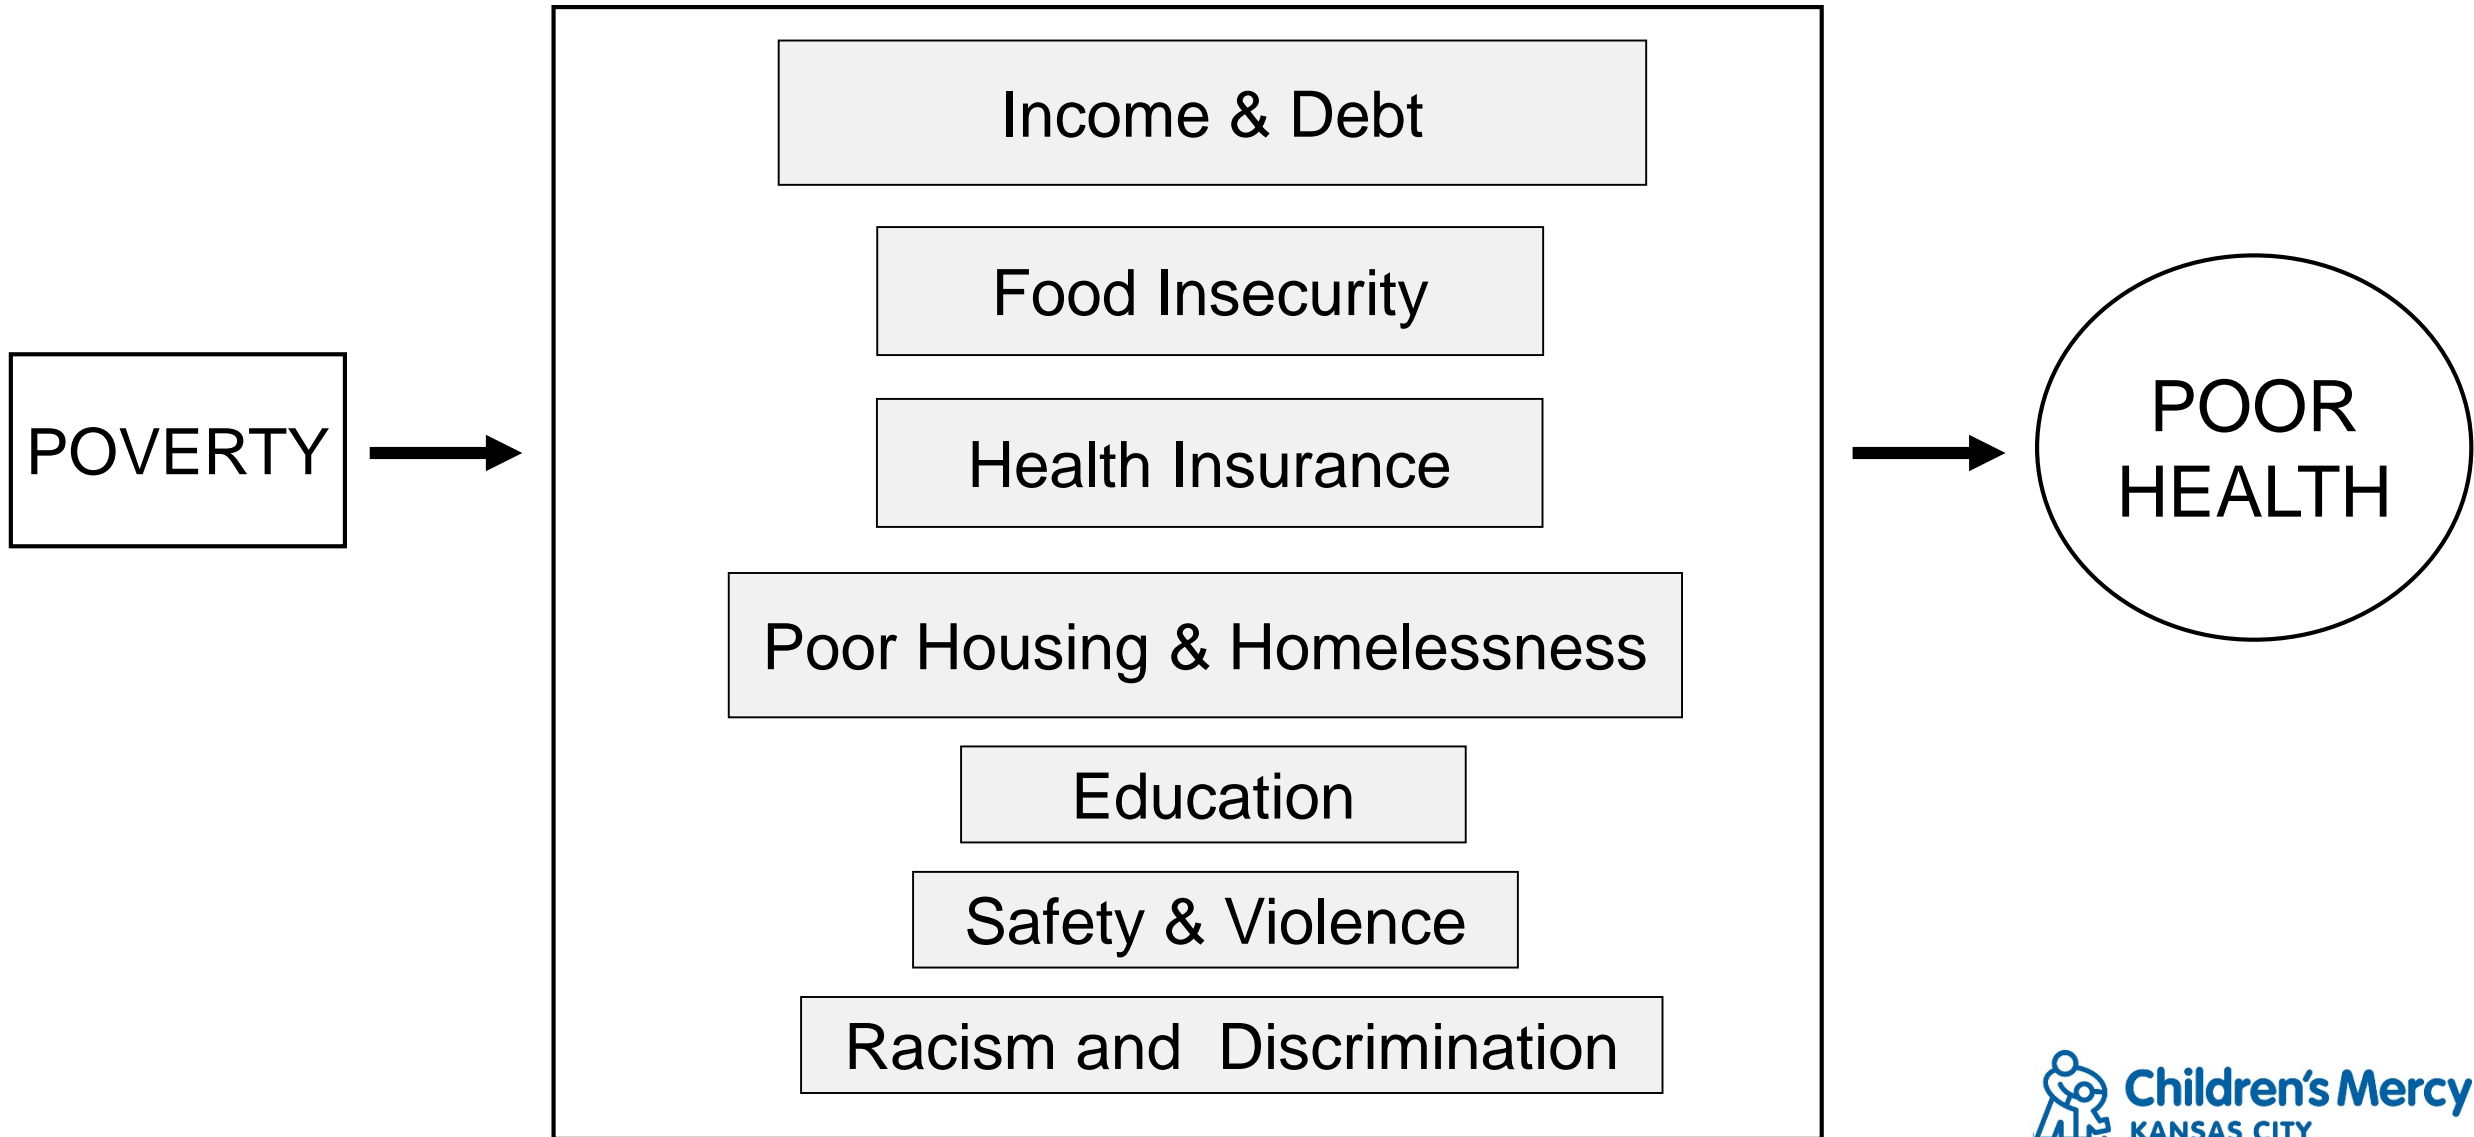 POVERTY
Income & Debt
Food Insecurity
Health Insurance
Poor Housing & Homelessness
Education
Safety & Violence
Racism and  Discrimination
POOR
HEALTH
Children's Mercy
KANSAS CITY